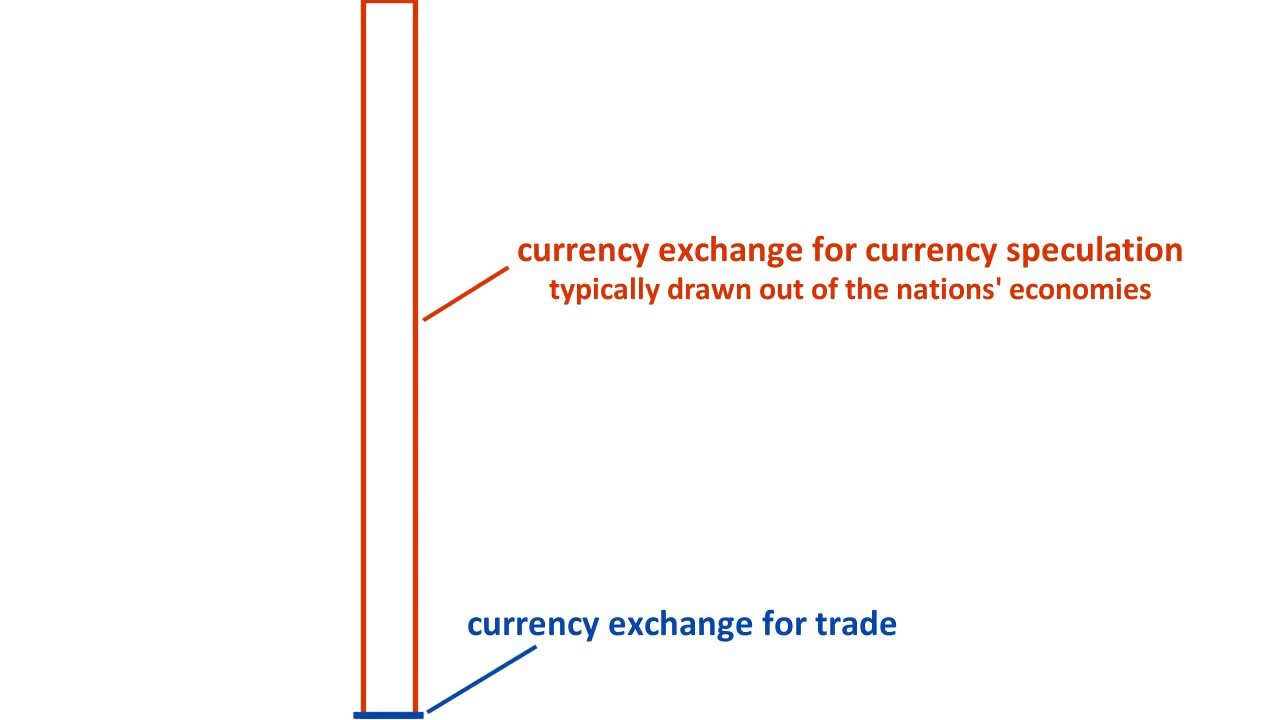 currency exchange for currency speculation
typically drawn out of the nations' economies
currency exchange for trade